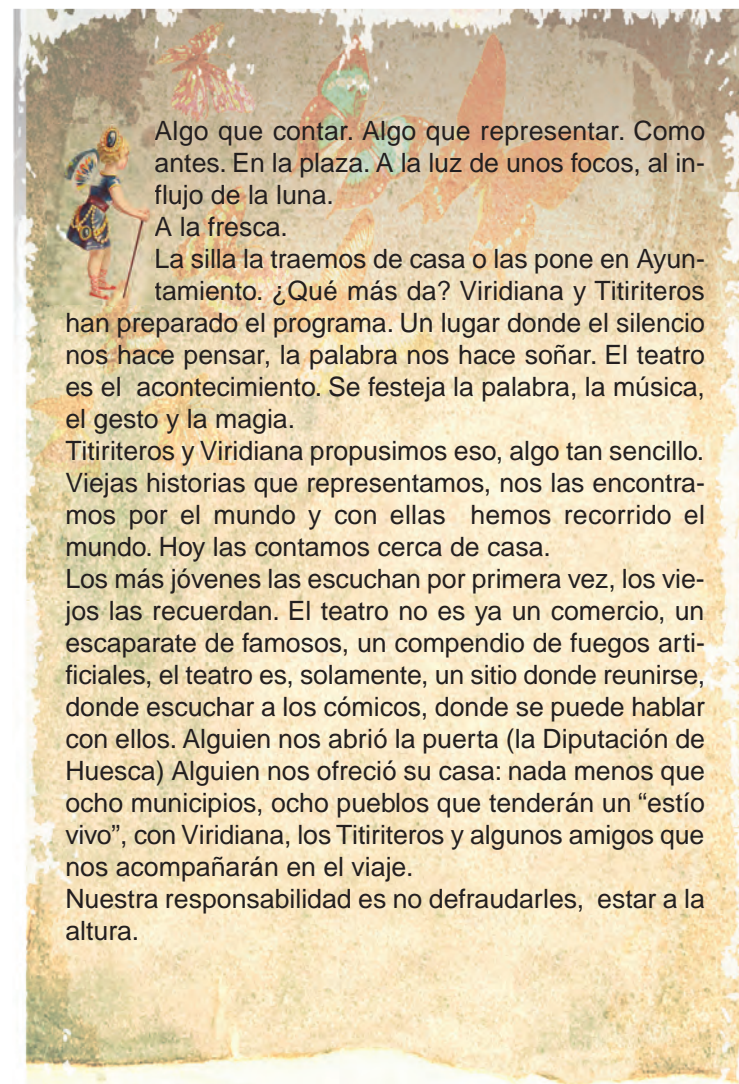 Algo que contar. Algo que representar. Como
antes. En la plaza. A la luz de unos focos, al in-
flujo de la luna.
A la fresca.
La silla la traemos de casa o las pone en Ayun-
tamiento. ¿Qué más da? Viridiana y Titiriteros
han preparado el programa. Un lugar donde el silencio
nos hace pensar, la palabra nos hace soñar. El teatro
es el  acontecimiento. Se festeja la palabra, la música,
el gesto y la magia.
Titiriteros y Viridiana propusimos eso, algo tan sencillo.
Viejas historias que representamos, nos las encontra-
mos por el mundo y con ellas  hemos recorrido el
mundo. Hoy las contamos cerca de casa.
Los más jóvenes las escuchan por primera vez, los vie-
jos las recuerdan. El teatro no es ya un comercio, un
escaparate de famosos, un compendio de fuegos arti-
ficiales, el teatro es, solamente, un sitio donde reunirse,
donde escuchar a los cómicos, donde se puede hablar
con ellos. Alguien nos abrió la puerta (la Diputación de
Huesca) Alguien nos ofreció su casa: nada menos que
ocho municipios, ocho pueblos que tenderán un “estío
vivo”, con Viridiana, los Titiriteros y algunos amigos que
nos acompañarán en el viaje.
Nuestra responsabilidad es no defraudarles,  estar a la
altura.